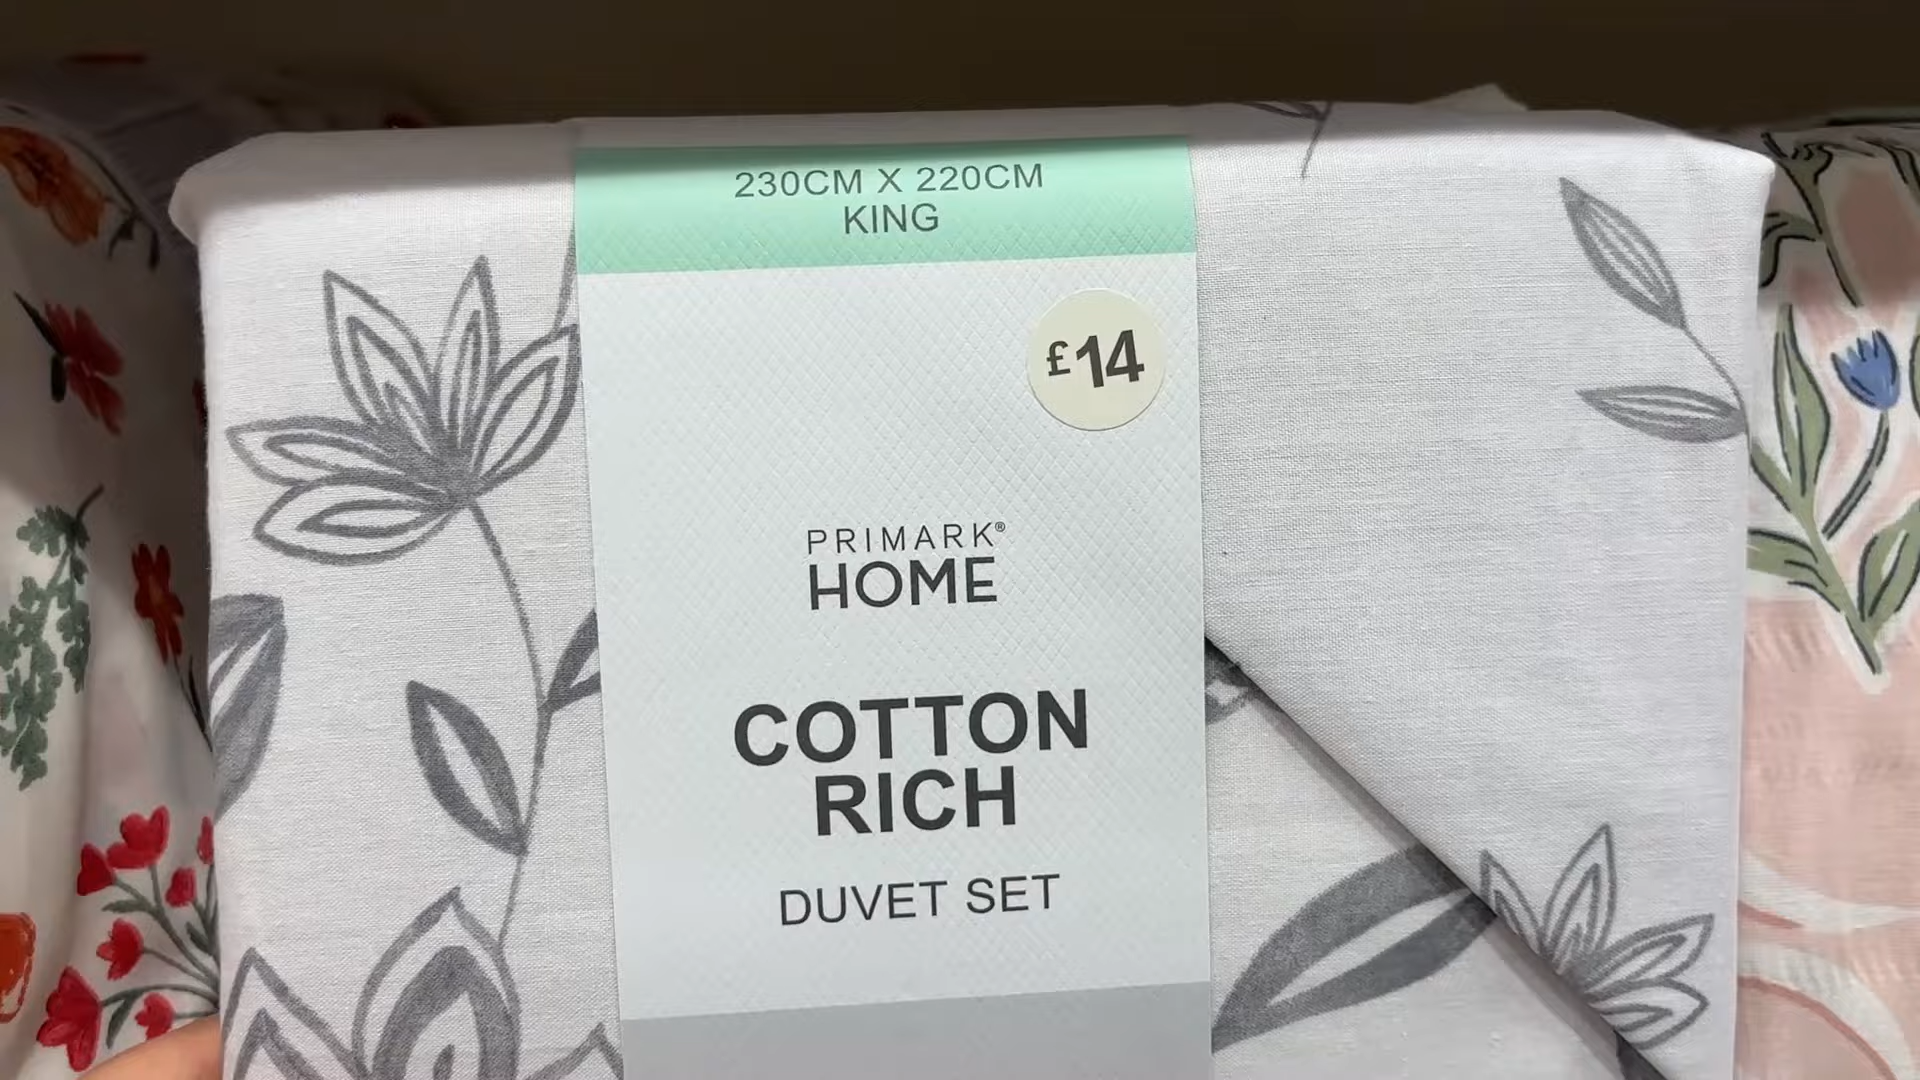 230CM X 220CM
KING
£14
PRIMARK®
HOME
COTTON
RICH
DUVET SET